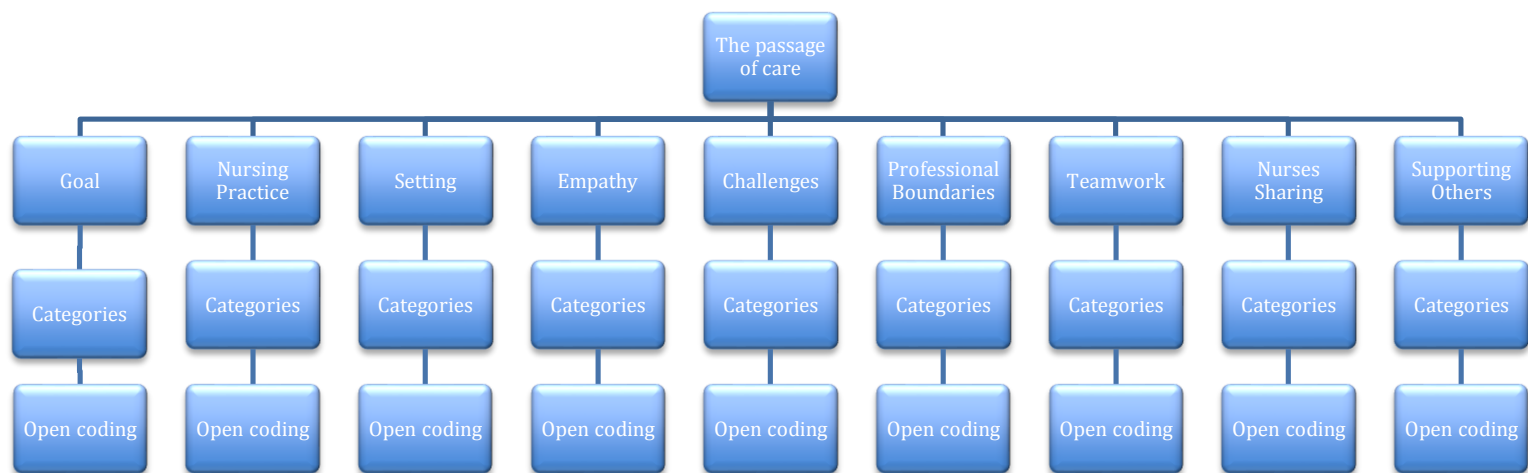 The passage
of care
Goal
Nursing
Practice
Setting
Empathy
Challenges
Professional
Boundaries
Teamwork
Nurses
Sharing
Supporting
Others
Categories
Categories
Categories
Categories
Categories
Categories
Categories
Categories
Categories
Open coding
Open coding
Open coding
Open coding
Open coding
Open coding
Open coding
Open coding
Open coding